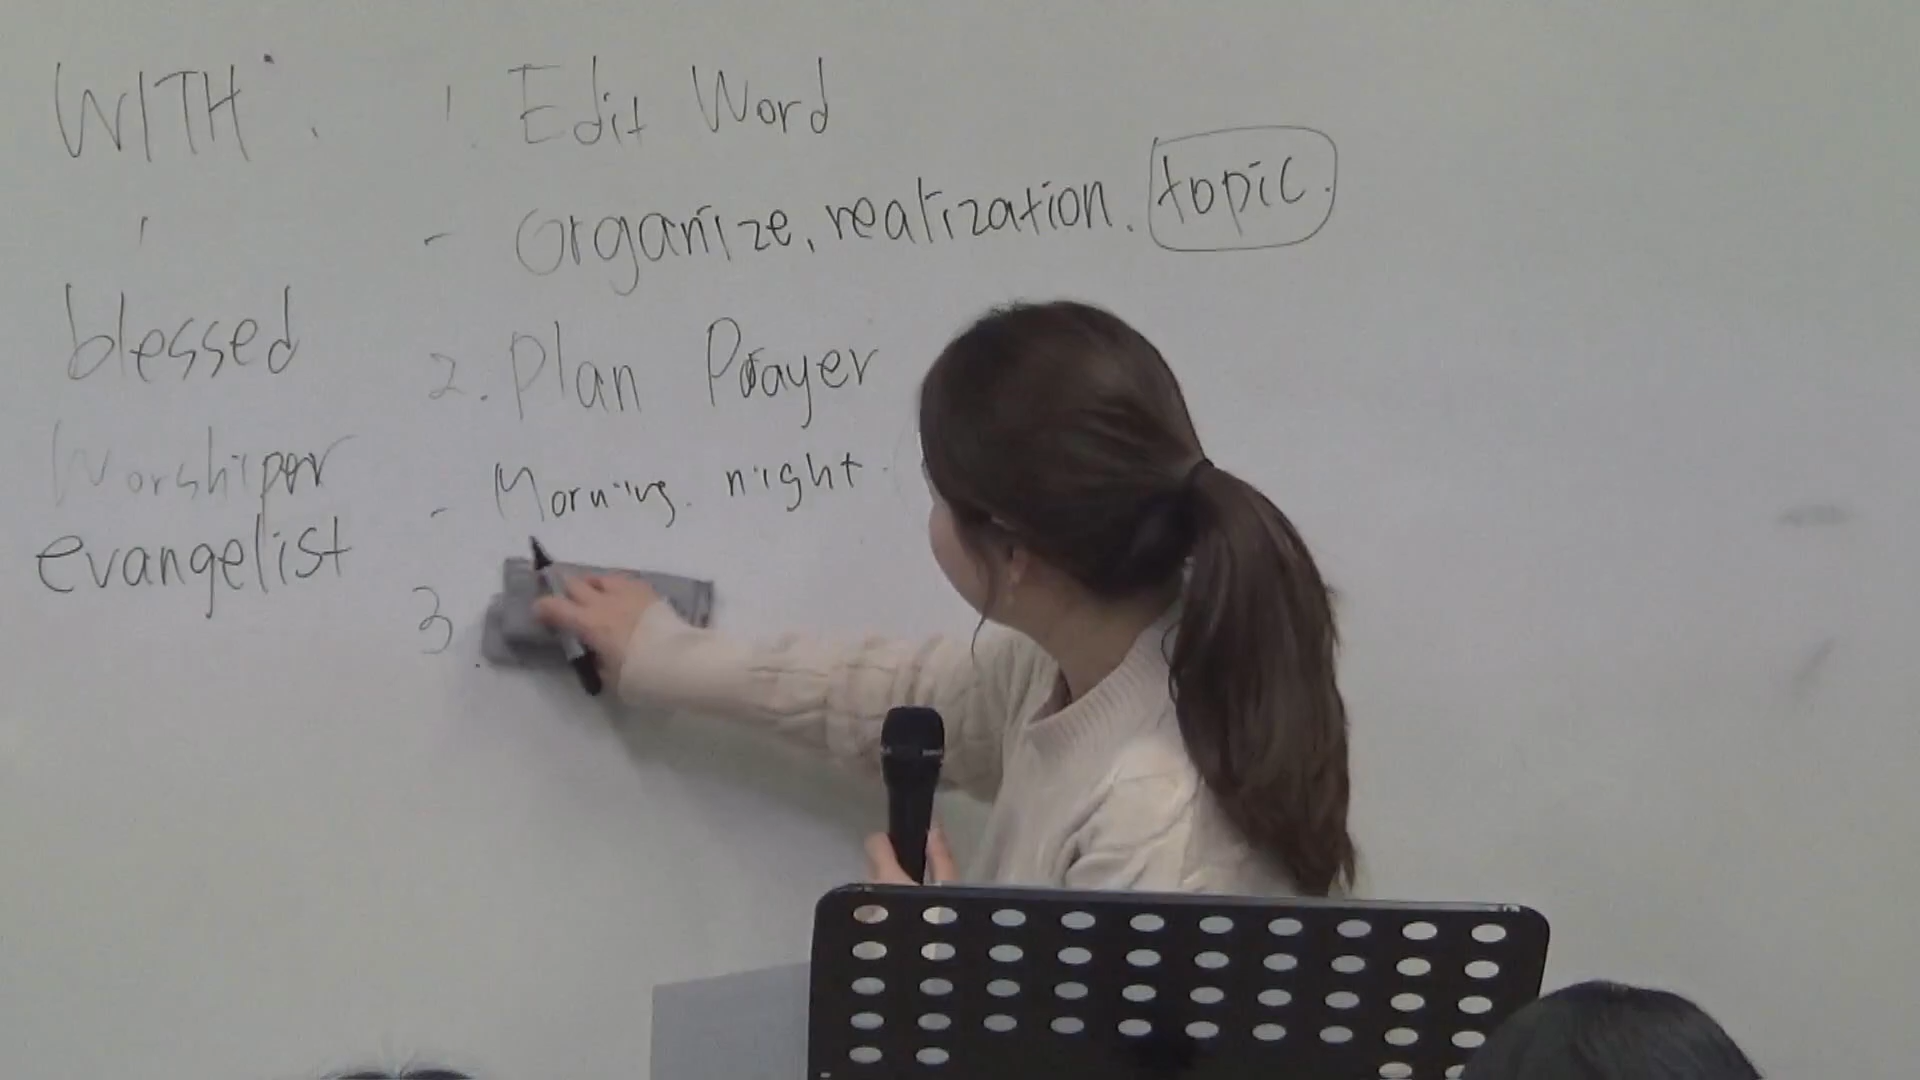 WITH
blessed
Worshiper
evangelist
1. Edit Word
- Organize, realization. topic.
2. Plan Prayer
- Morning. night
3